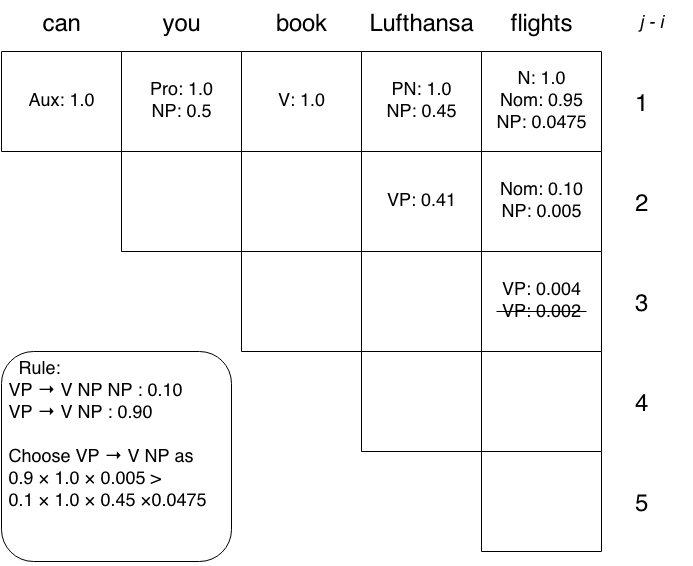 can you book Lufthansa flights j - i
Aux: 1.0
Pro: 1.0
NP: 0.5
V: 1.0
PN: 1.0
NP: 0.45
N: 1.0
Nom: 0.95
NP: 0.0475
1
VP: 0.41
Nom: 0.10
NP: 0.005
2
VP: 0.004
VP: 0.002
3
Rule:
VP → V NP NP : 0.10
VP → V NP : 0.90
Choose VP → V NP as
0.9 × 1.0 × 0.005 >
0.1 × 1.0 × 0.45 ×0.0475
4
5